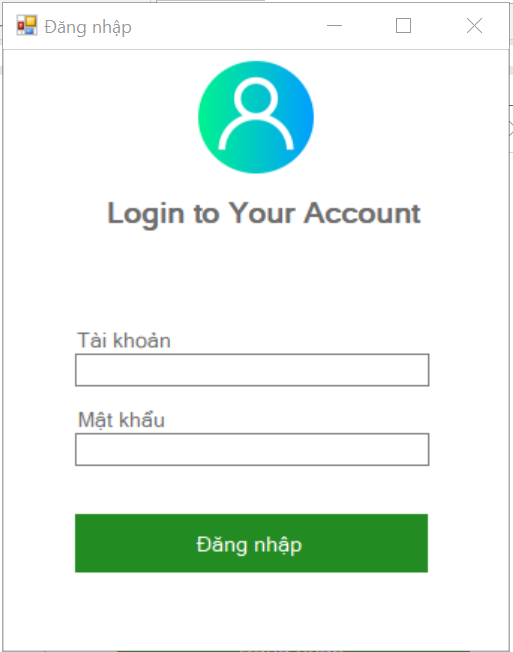 Đăng nhập
Login to Your Account
Tài khoản
Mật khẩu
Đăng nhập